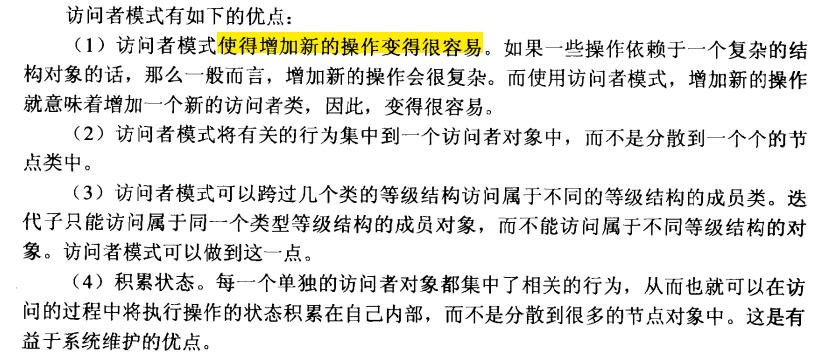 访问者模式有如下的优点：
（1）访问者模式使得增加新的操作变得很容易。如果一些操作依赖于一个复杂的结
构对象的话，那么一般而言，增加新的操作会很复杂。而使用访问者模式，增加新的操作
就意味着增加一个新的访问者类，因此，变得很容易。
（2）访问者模式将有关的行为集中到一个访问者对象中，而不是分散到一个个的节
点类中。
（3）访问者模式可以跨过几个类的等级结构访问属于不同的等级结构的成员类。迭
代子只能访问属于同一个类型等级结构的成员对象，而不能访问属于不同等级结构的对
象。访问者模式可以做到这一点。
（4）积累状态。每一个单独的访问者对象都集中了相关的行为，从而也就可以在访
问的过程中将执行操作的状态积累在自己内部，而不是分散到很多的节点对象中。这是有
益于系统维护的优点。